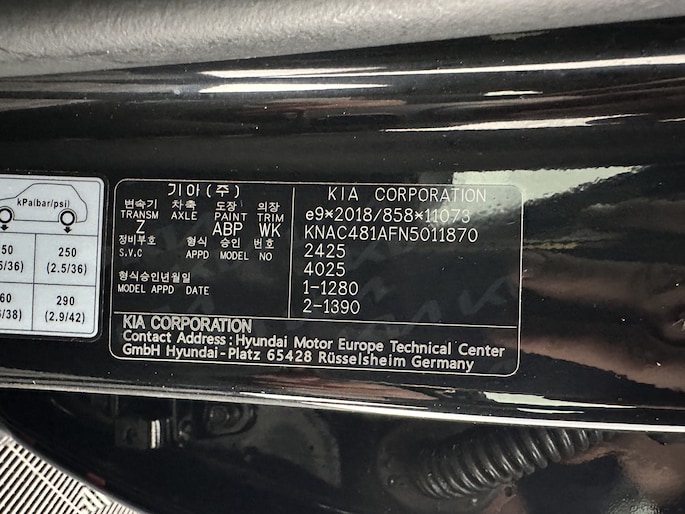 kPa(bar/psi)
50 250
(2.5/36)
60 290
(2.9/42)
기아(주)
변속기 차축 도장 의장
TRANSM AXLE PAINT TRIM
Z ABP WK
정비부호 형식 승인 번호
S.V.C APPD MODEL NO
형식승인년월일
MODEL APPD DATE
KIA CORPORATION
e9*2018/858*11073
KNAC481AFN5011870
2425
4025
1-1280
2-1390
KIA CORPORATION
Contact Address : Hyundai Motor Europe Technical Center
GmbH Hyundai-Platz 65428 Rüsselsheim Germany